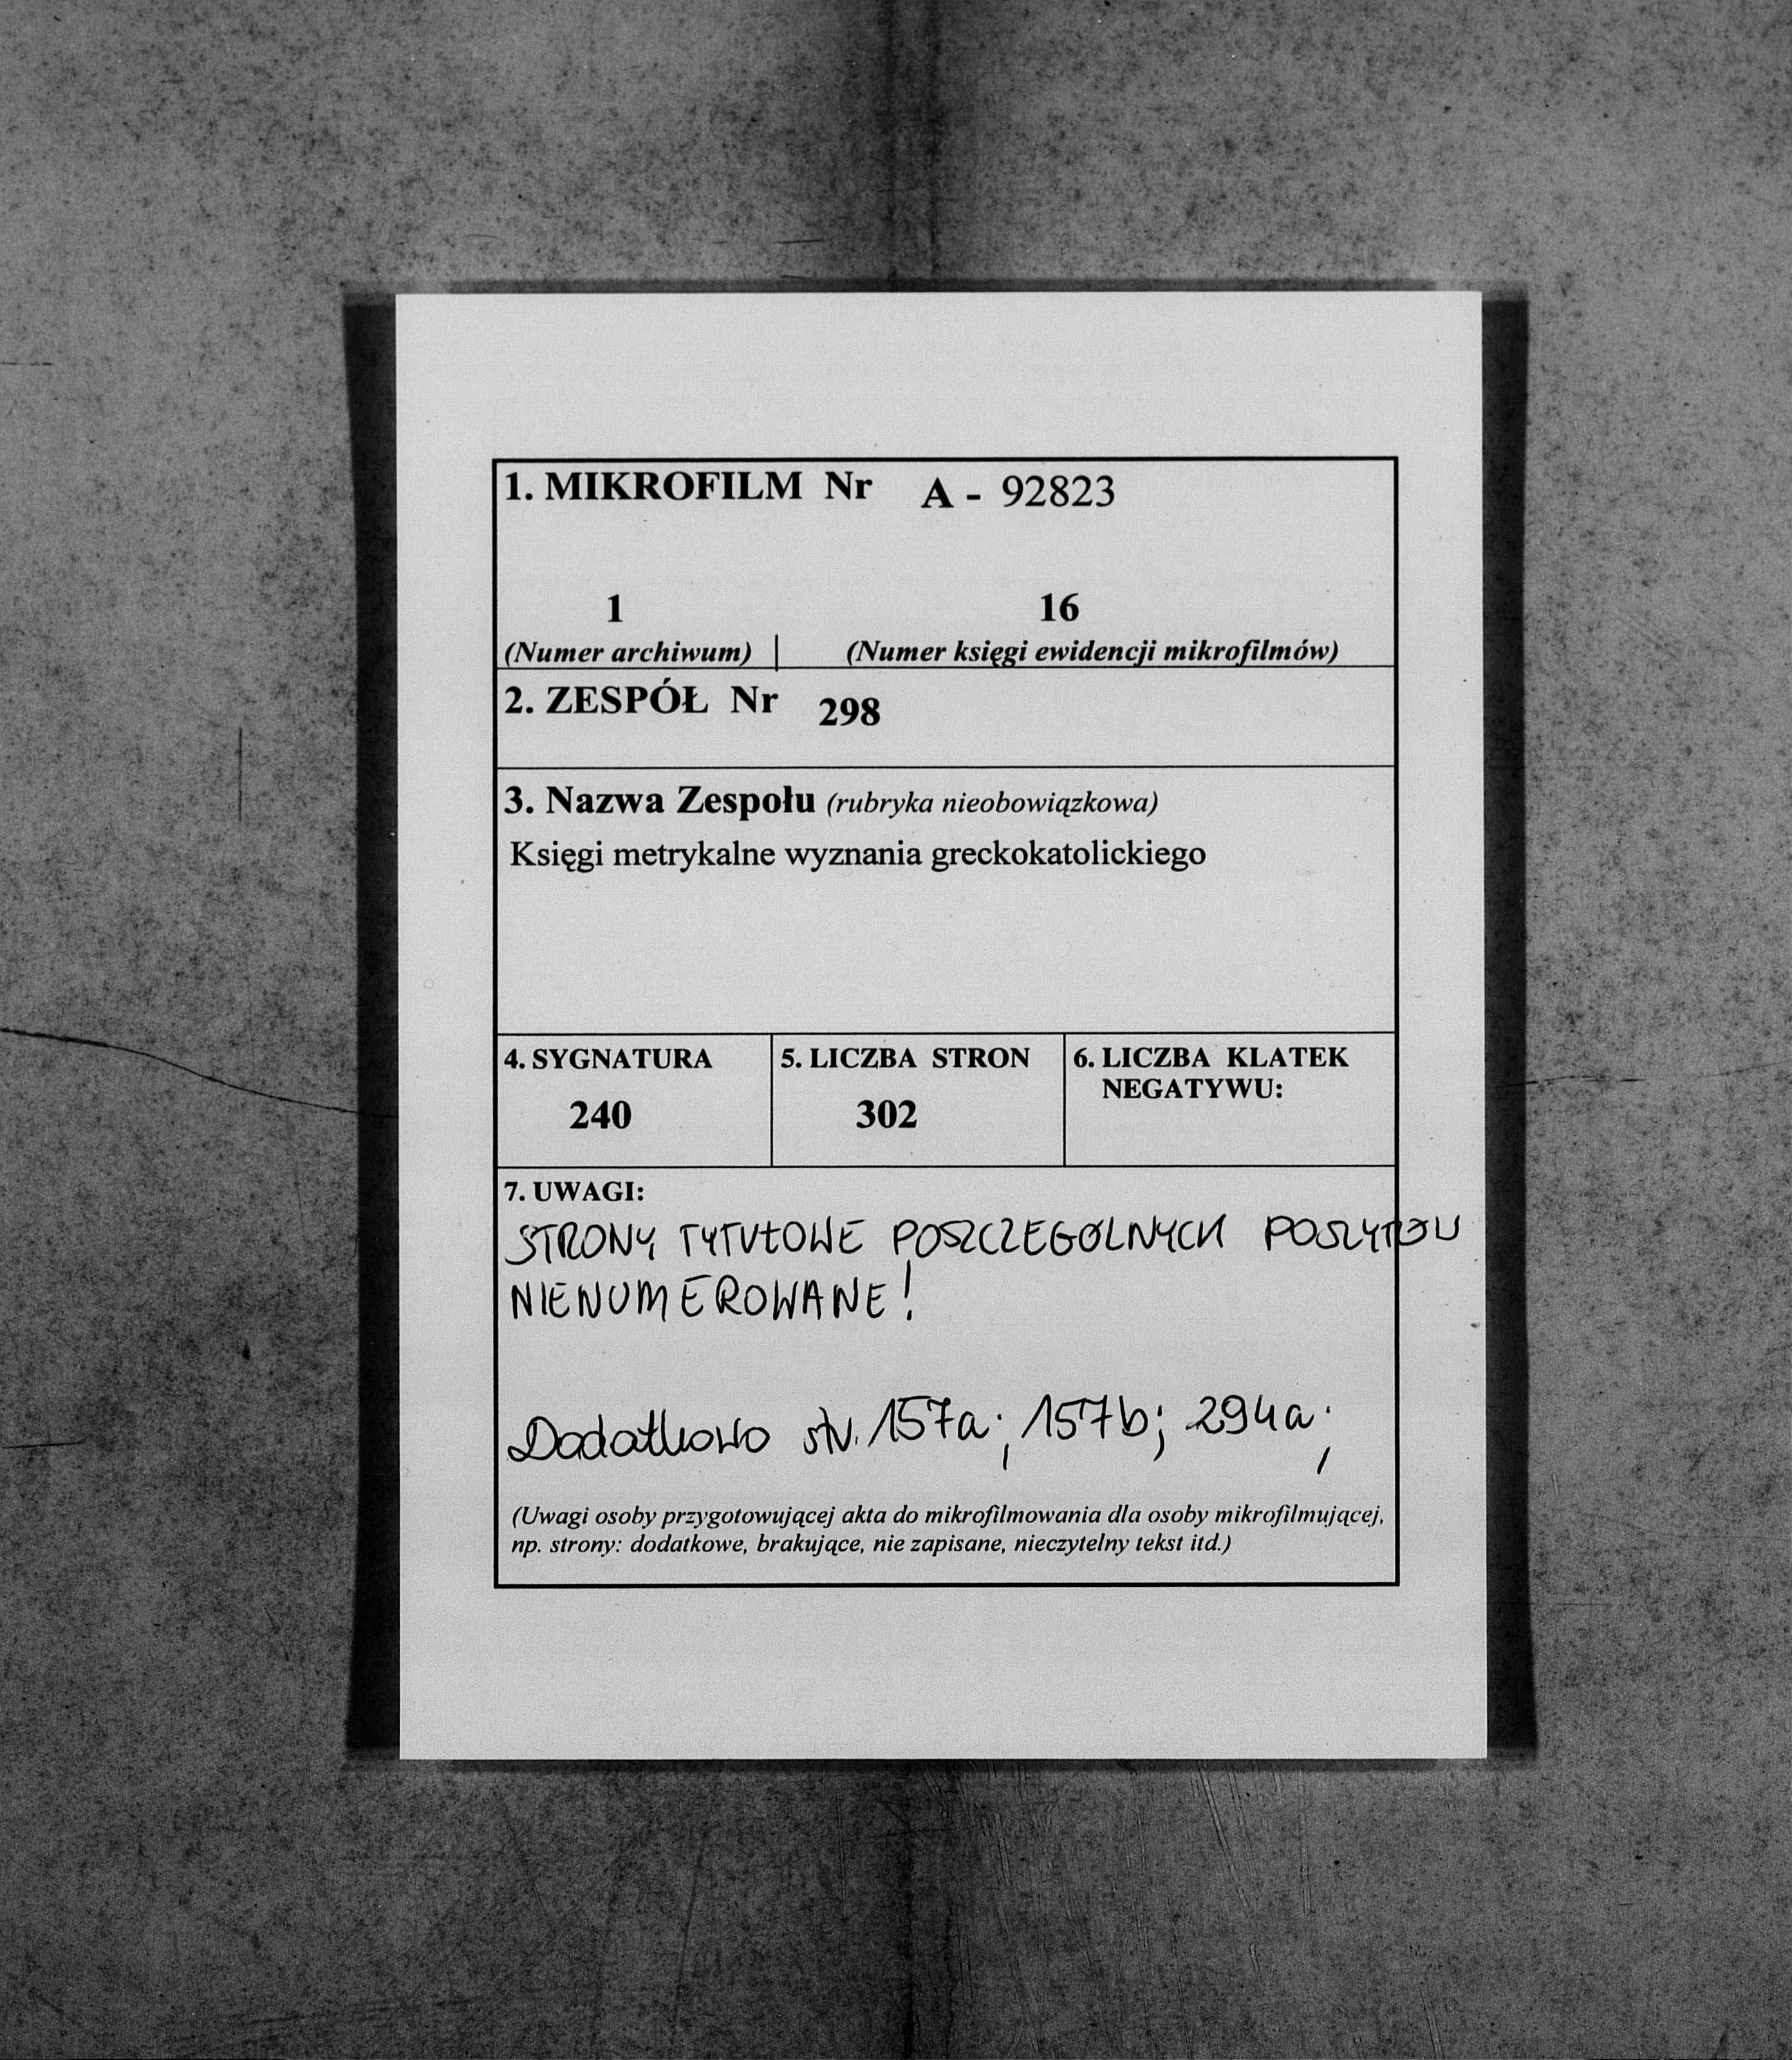 1. MIKROFILM Nr A - 92823
1 16
(Numer archiwum) | (Numer księgi ewidencji mikrofilmów)
2. ZESPÓŁ Nr 298
3. Nazwa Zespołu (rubryka nieobowiązkowa)
Księgi metrykalne wyznania greckokatolickiego
4. SYGNATURA
240
5. LICZBA STRON
302
6. LICZBA KLATEK
NEGATYWU:
7. UWAGI:
STRONY TYTUŁOWE POSZCZEGÓLNYCH POSZYTÓW
NIENUMEROWANE!
Dodatkowo str. 157a; 157b; 294a;
(Uwagi osoby przygotowującej akta do mikrofilmowania dla osoby mikrofilmującej,
np. strony: dodatkowe, brakujące, nie zapisane, nieczytelny tekst itd.)